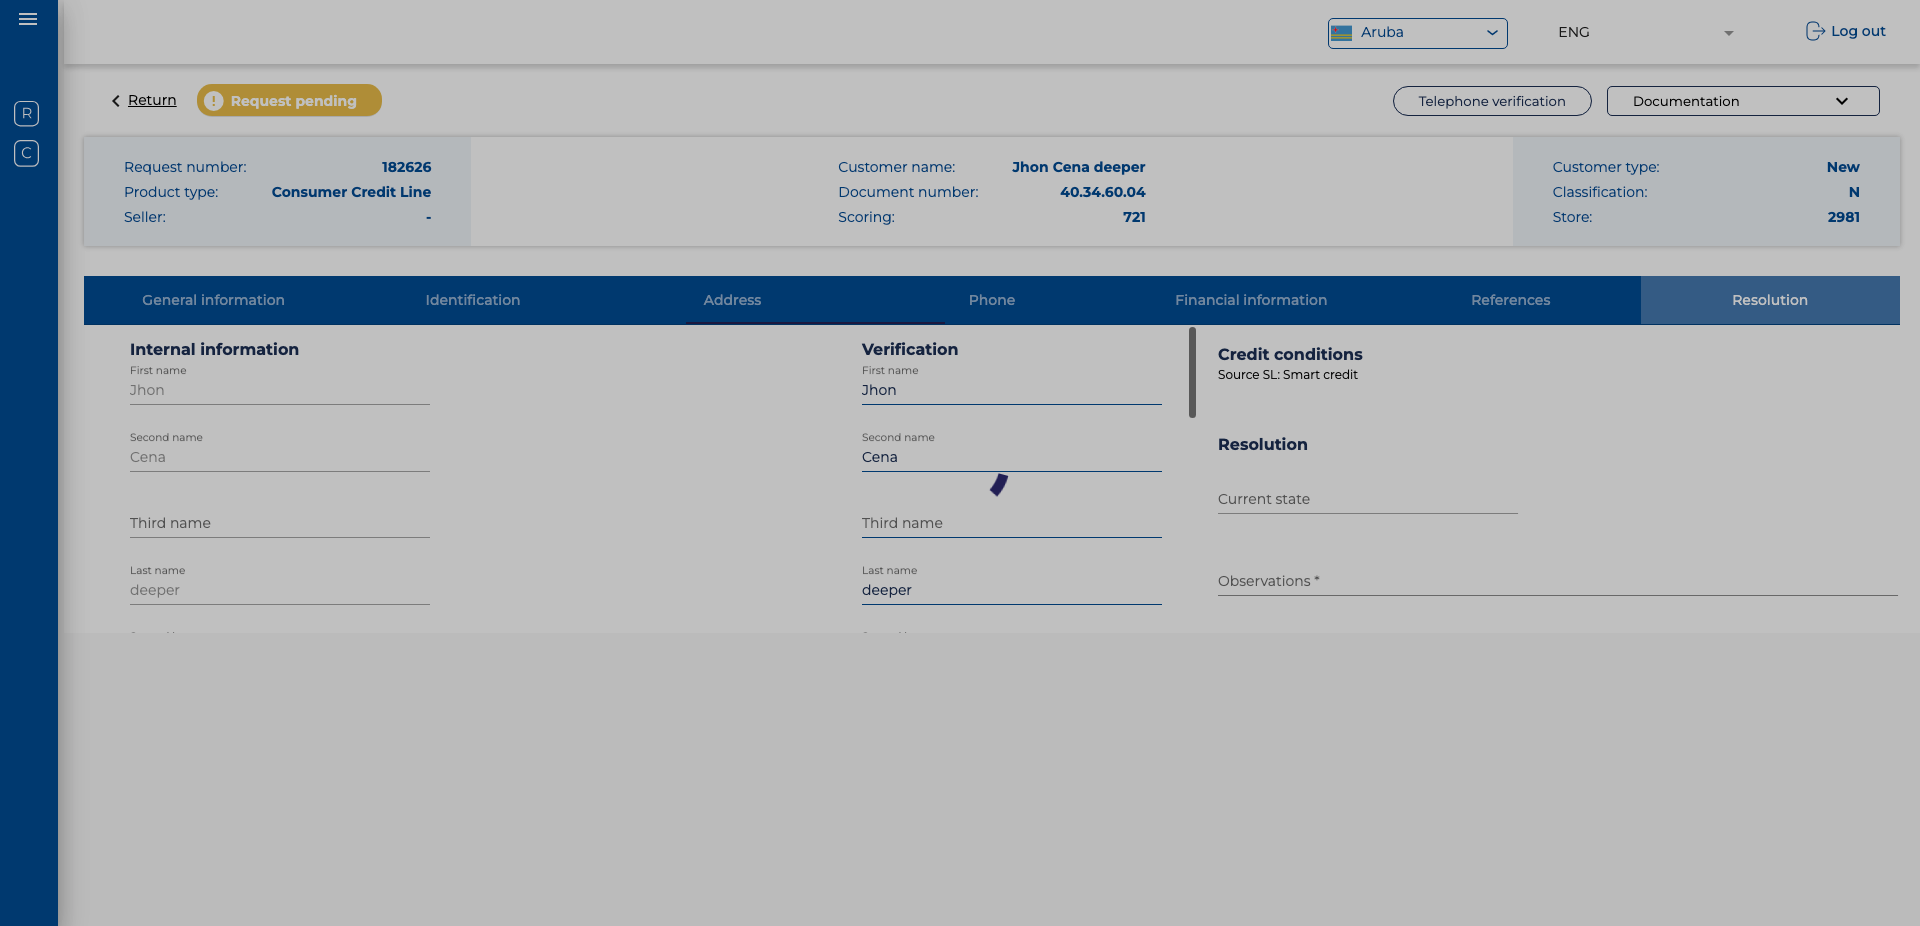 Aruba
ENG
Log out
R
C
Return
Request pending
Telephone verification
Documentation
Request number: 182626
Product type: Consumer Credit Line
Seller: -
Customer name: Jhon Cena deeper
Document number: 40.34.60.04
Scoring: 721
Customer type: New
Classification: N
Store: 2981
General information
Identification
Address
Phone
Financial information
References
Resolution
Internal information
First name
Jhon
Second name
Cena
Third name
Last name
deeper
Verification
First name
Jhon
Second name
Cena
Third name
Last name
deeper
Credit conditions
Source SL: Smart credit
Resolution
Current state
Observations *